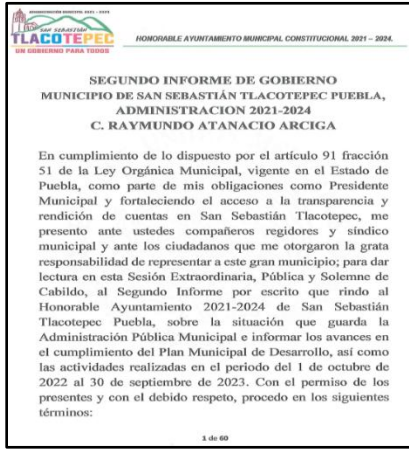 ADMINISTRACIÓN MUNICIPAL 2021 - 2024
SAN SEBASTIÁN
TLACOTEPEC
UN GOBIERNO PARA TODOS
HONORABLE AYUNTAMIENTO MUNICIPAL CONSTITUCIONAL 2021 – 2024.
SEGUNDO INFORME DE GOBIERNO
MUNICIPIO DE SAN SEBASTIÁN TLACOTEPEC PUEBLA,
ADMINISTRACION 2021-2024
C. RAYMUNDO ATANACIO ARCIGA
En cumplimiento de lo dispuesto por el artículo 91 fracción
51 de la Ley Orgánica Municipal, vigente en el Estado de
Puebla, como parte de mis obligaciones como Presidente
Municipal y fortaleciendo el acceso a la transparencia y
rendición de cuentas en San Sebastián Tlacotepec, me
presento ante ustedes compañeros regidores y síndico
municipal y ante los ciudadanos que me otorgaron la grata
responsabilidad de representar a este gran municipio; para dar
lectura en esta Sesión Extraordinaria, Pública y Solemne de
Cabildo, al Segundo Informe por escrito que rindo al
Honorable Ayuntamiento 2021-2024 de San Sebastián
Tlacotepec Puebla, sobre la situación que guarda la
Administración Pública Municipal e informar los avances en
el cumplimiento del Plan Municipal de Desarrollo, así como
las actividades realizadas en el periodo del 1 de octubre de
2022 al 30 de septiembre de 2023. Con el permiso de los
presentes y con el debido respeto, procedo en los siguientes
términos:
1 de 60